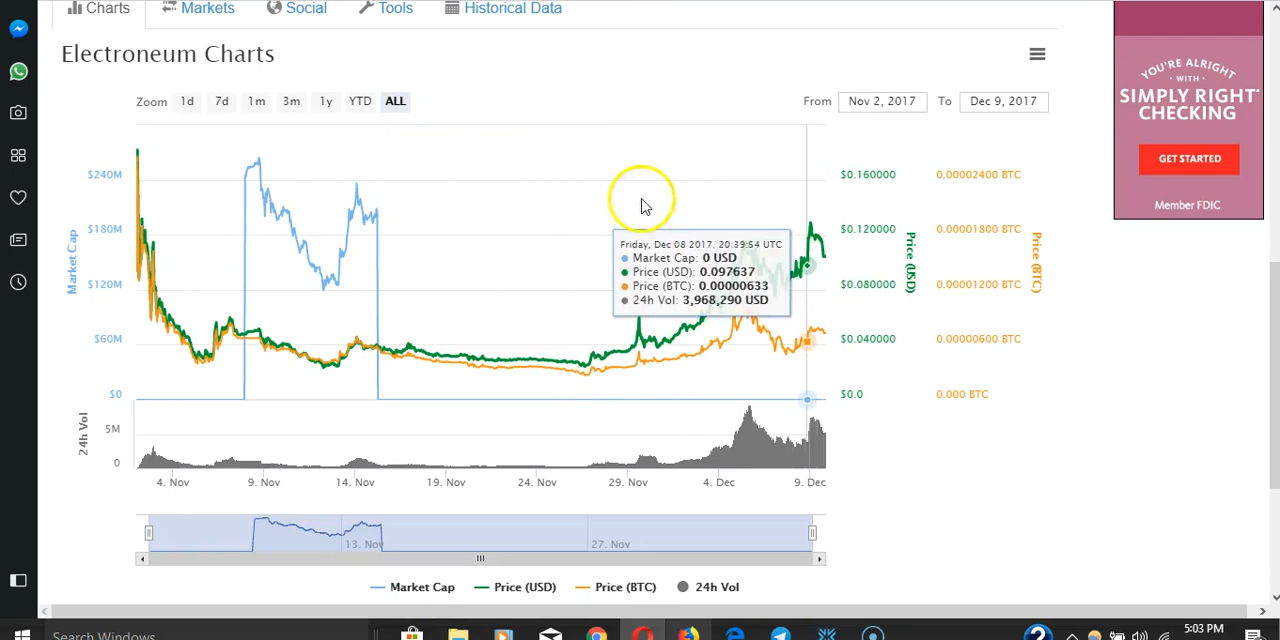 Charts Markets Social Tools Historical Data
Electroneum Charts
Zoom 1d 7d 1m 3m 1y YTD ALL From Nov 2, 2017 To Dec 9, 2017
$240M
$180M
$120M
$60M
$0
Market Cap
$0.160000
$0.120000
$0.080000
$0.040000
$0.0
Price (USD)
0.00002400 BTC
0.00001800 BTC
0.00001200 BTC
0.00000600 BTC
0.000 BTC
Price (BTC)
Friday, Dec 08 2017, 20:39:54 UTC
Market Cap: 0 USD
Price (USD): 0.097637
Price (BTC): 0.00000633
24h Vol: 3,968,290 USD
24h Vol
5M
0
4. Nov 9. Nov 14. Nov 19. Nov 24. Nov 29. Nov 4. Dec 9. Dec
13. Nov 27. Nov
Market Cap Price (USD) Price (BTC) 24h Vol
YOU'RE ALRIGHT
• WITH •
SIMPLY RIGHT
CHECKING
GET STARTED
Member FDIC
Search Windows
5:03 PM